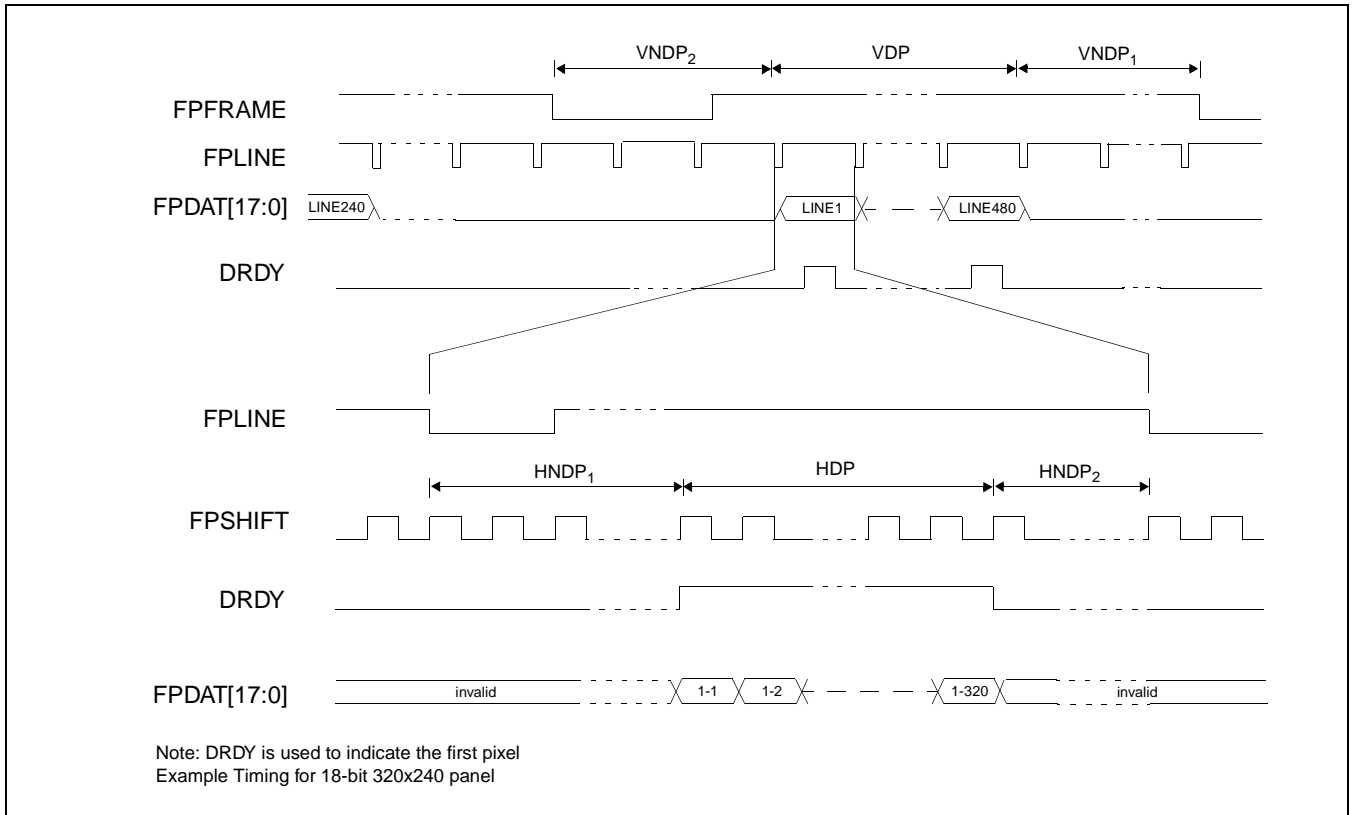 VNDP2 VDP VNDP1
FPFRAME
FPLINE
FPDAT[17:0] LINE240 LINE1 LINE480
DRDY
FPLINE
HNDP1 HDP HNDP2
FPSHIFT
DRDY
FPDAT[17:0] invalid 1-1 1-2 1-320 invalid
Note: DRDY is used to indicate the first pixel
Example Timing for 18-bit 320x240 panel